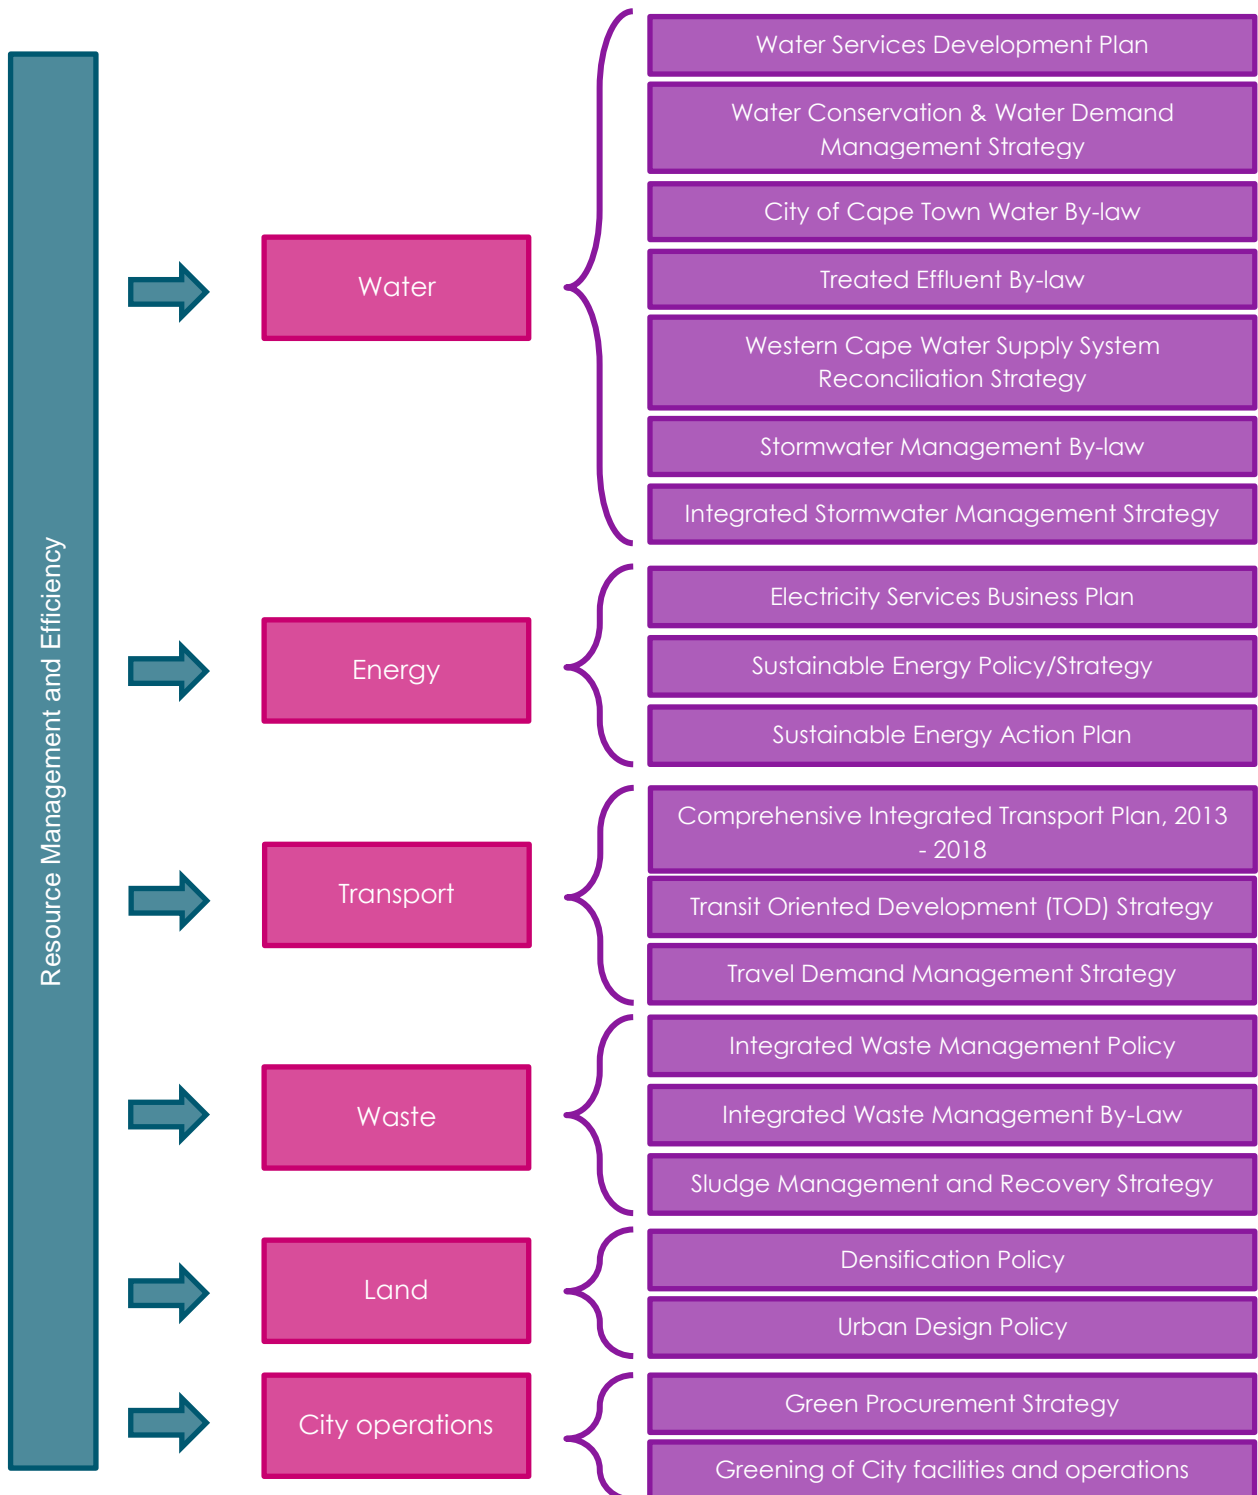 Resource Management and Efficiency
Water
Water Services Development Plan
Water Conservation & Water Demand
Management Strategy
City of Cape Town Water By-law
Treated Effluent By-law
Western Cape Water Supply System
Reconciliation Strategy
Stormwater Management By-law
Integrated Stormwater Management Strategy
Energy
Electricity Services Business Plan
Sustainable Energy Policy/Strategy
Sustainable Energy Action Plan
Transport
Comprehensive Integrated Transport Plan, 2013
- 2018
Transit Oriented Development (TOD) Strategy
Travel Demand Management Strategy
Waste
Integrated Waste Management Policy
Integrated Waste Management By-Law
Sludge Management and Recovery Strategy
Land
Densification Policy
Urban Design Policy
City operations
Green Procurement Strategy
Greening of City facilities and operations